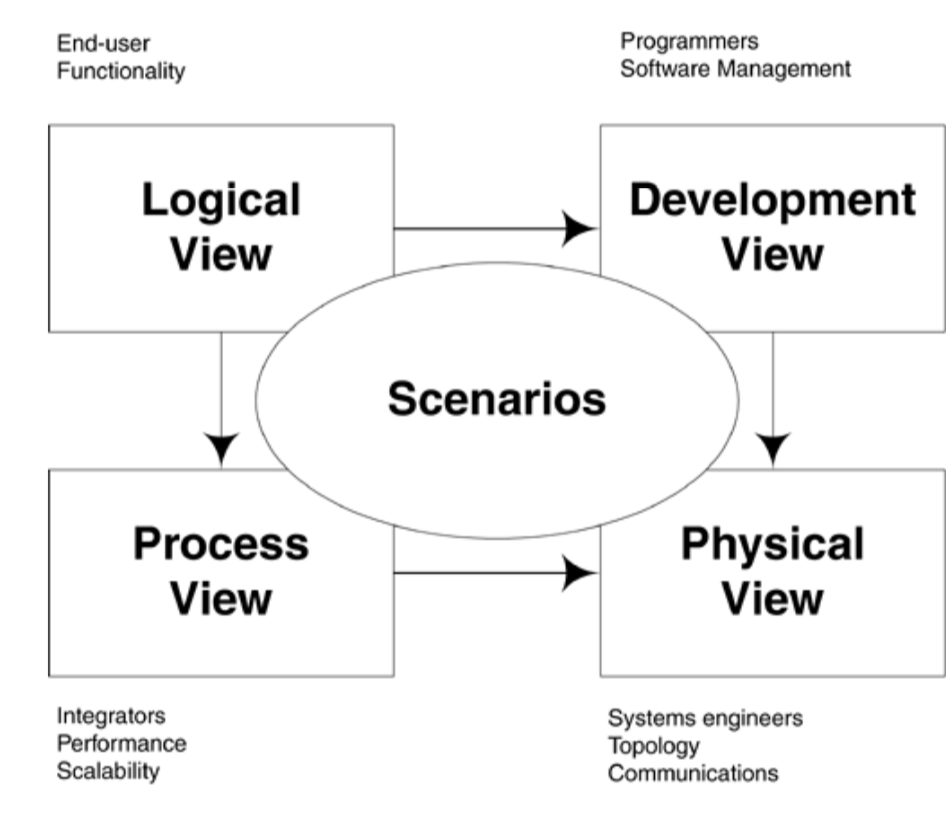 End-user
Functionality
Programmers
Software Management
Logical
View
Development
View
Scenarios
Process
View
Physical
View
Integrators
Performance
Scalability
Systems engineers
Topology
Communications